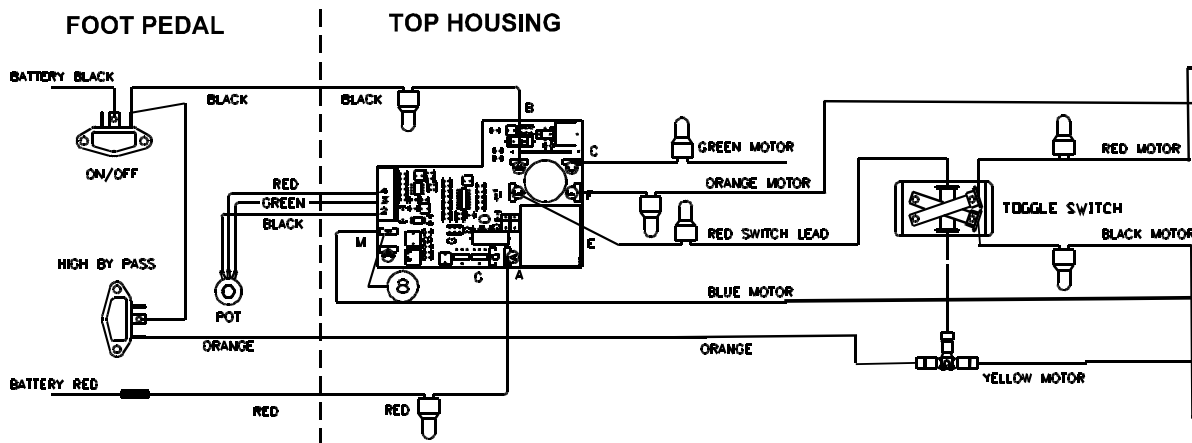 FOOT PEDAL
TOP HOUSING
BATTERY BLACK
BLACK
BLACK
B
ON/OFF
C
GREEN MOTOR
RED MOTOR
RED
GREEN
BLACK
ORANGE MOTOR
F
TOGGLE SWITCH
M
E
RED SWITCH LEAD
BLACK MOTOR
HIGH BY PASS
8
G
A
BLUE MOTOR
POT
ORANGE
ORANGE
YELLOW MOTOR
BATTERY RED
RED
RED